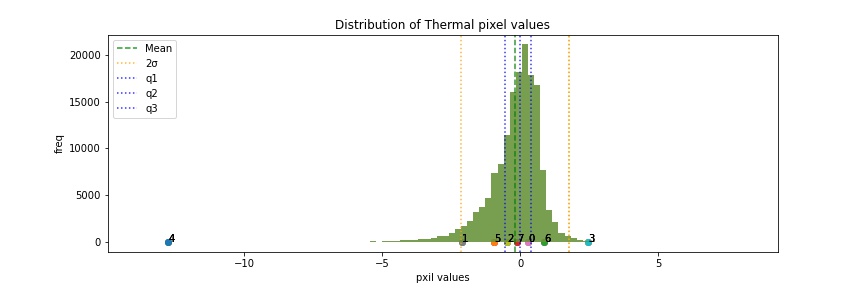 Distribution of Thermal pixel values
freq
20000
15000
10000
5000
0
Mean
2σ
q1
q2
q3
4 1 5 2 7 0 6 3
−10 −5 0 5
pxil values